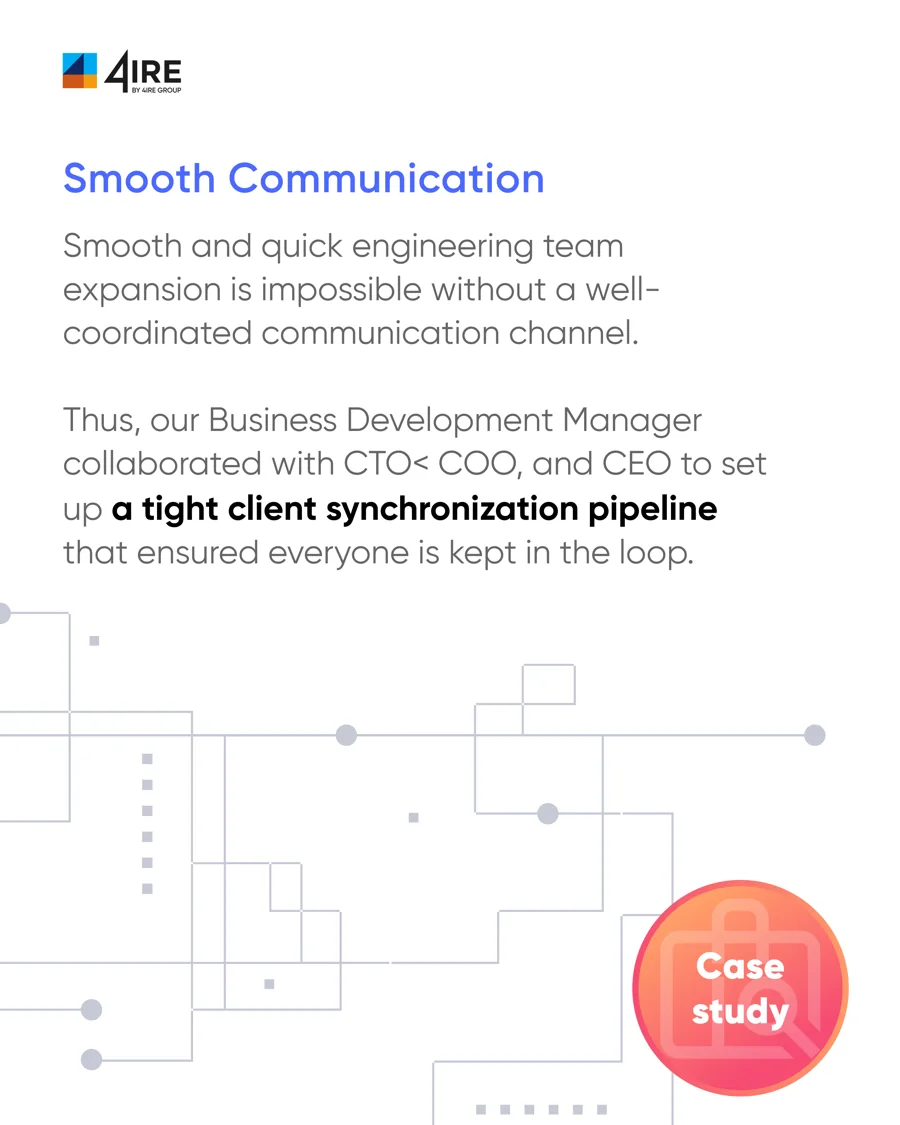 4IRE
BY 4IRE GROUP
Smooth Communication
Smooth and quick engineering team
expansion is impossible without a well-
coordinated communication channel.
Thus, our Business Development Manager
collaborated with CTO< COO, and CEO to set
up a tight client synchronization pipeline
that ensured everyone is kept in the loop.
Case
study